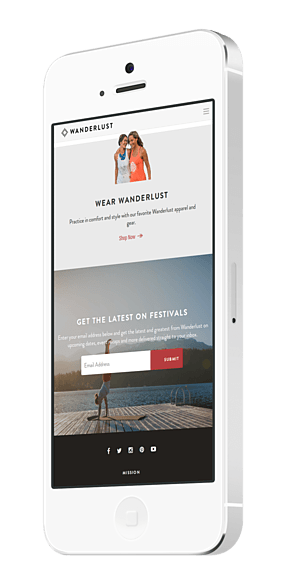 WANDERLUST
WEAR WANDERLUST
Practice in comfort and style with our favorite Wanderlust apparel and
gear.
Shop Now
GET THE LATEST ON FESTIVALS
Enter your email address below and get the latest and greatest from Wanderlust on
upcoming dates, event recaps and more delivered straight to your inbox.
Email Address
SUBMIT
MISSION